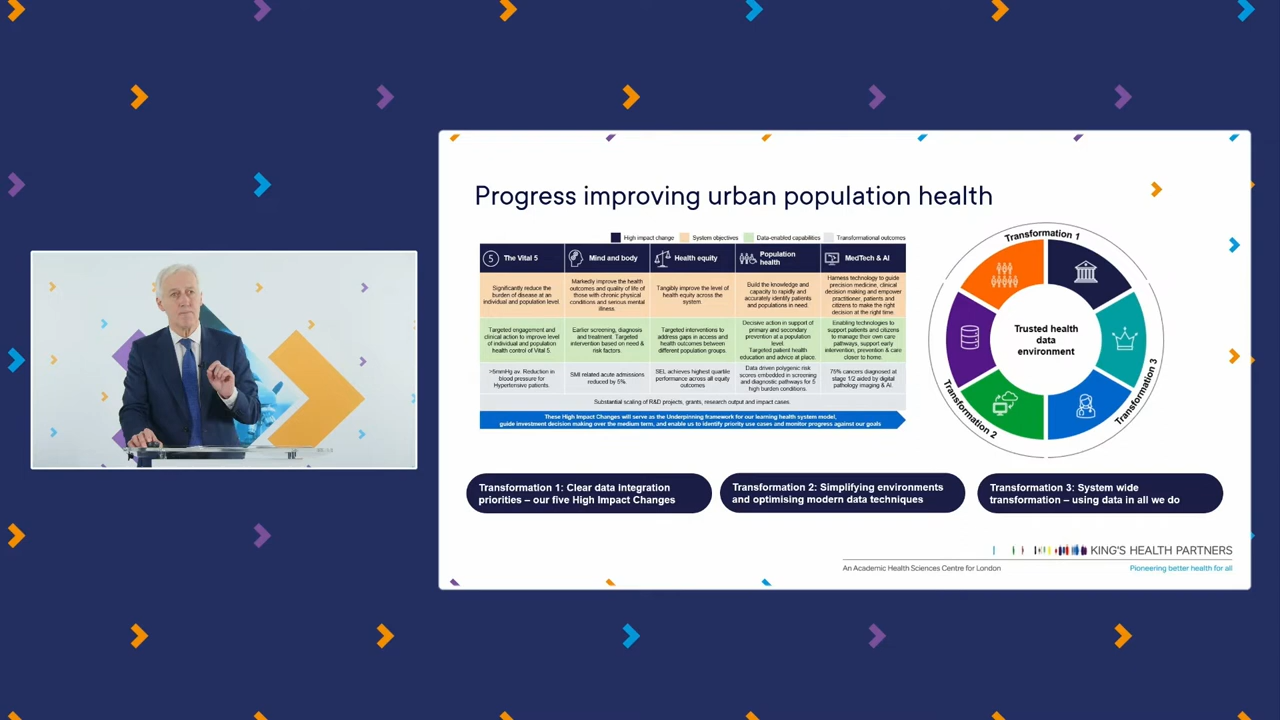 Progress improving urban population health
High impact change
System objectives
Data-enabled capabilities
Transformational outcomes
5
The Vital 5
Mind and body
Health equity
Population
health
MedTech & AI
Significantly reduce the
burden of disease at an
individual and population level.
Markedly improve the health
outcomes and quality of life of
those with chronic physical
conditions and serious mental
illness.
Tangibly improve the level of
health equity across the
system.
Build the knowledge and
capacity to rapidly and
accurately identify patients
and populations in need.
Harness technology to guide
precision medicine, clinical
decision making and empower
practitioner, patients and
citizens to make the right
decision at the right time.
Targeted engagement and
clinical action to improve level
of individual and population
health control of Vital 5.
Earlier screening, diagnosis
and treatment. Targeted
intervention based on need &
risk factors.
Targeted interventions to
address gaps in access and
health outcomes between
different population groups.
Decisive action in support of
primary and secondary
prevention at a population
level.
Targeted patient health
education and advice at place.
Enabling technologies to
support patients and citizens
to manage their own care
pathways, support early
intervention, prevention & care
closer to home.
>5mmHg av. Reduction in
blood pressure for
Hypertensive patients.
SMI related acute admissions
reduced by 5%.
SEL achieves highest quartile
performance across all equity
outcomes
Data driven polygenic risk
scores embedded in screening
and diagnostic pathways for 5
high burden conditions.
75% cancers diagnosed at
stage 1/2 aided by digital
pathology imaging & AI.
Substantial scaling of R&D projects, grants, research output and impact cases.
These High Impact Changes will serve as the Underpinning framework for our learning health system model,
guide investment decision making over the medium term, and enable us to identify priority use cases and monitor progress against our goals
Transformation 1
Trusted health
data
environment
Transformation 2
Transformation 3
Transformation 1: Clear data integration
priorities – our five High Impact Changes
Transformation 2: Simplifying environments
and optimising modern data techniques
Transformation 3: System wide
transformation – using data in all we do
KING'S HEALTH PARTNERS
An Academic Health Sciences Centre for London
Pioneering better health for all